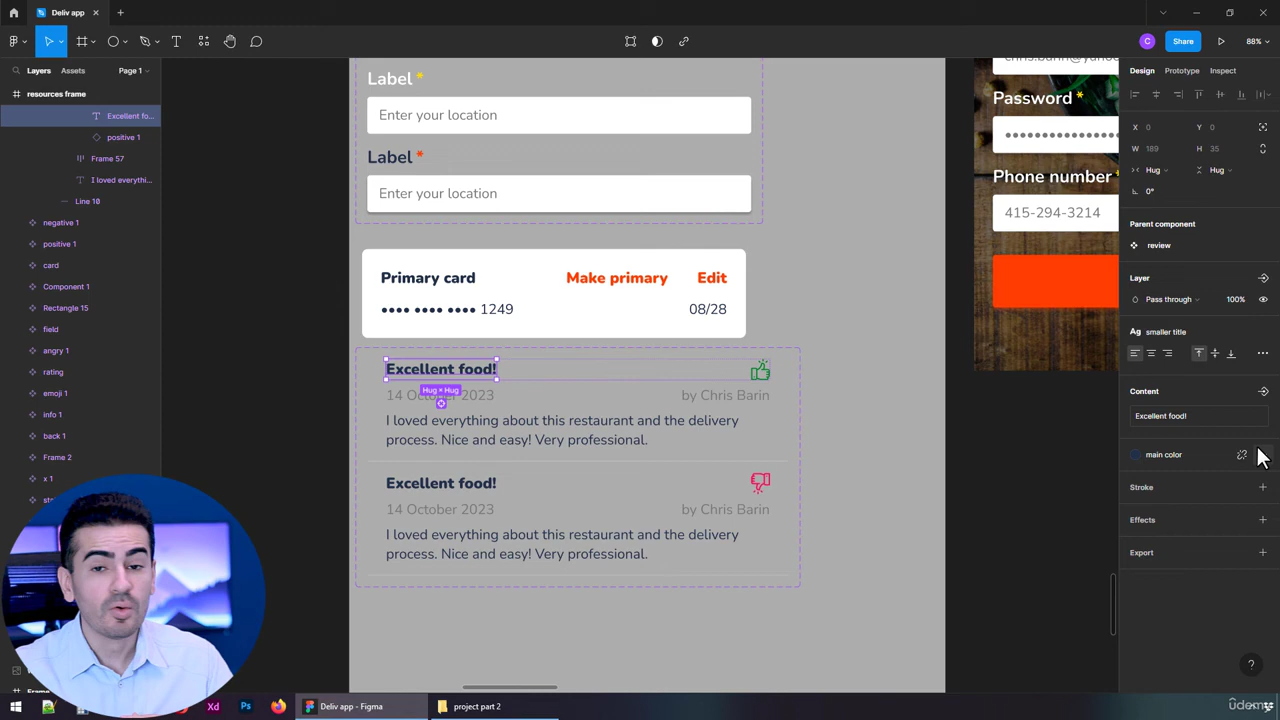 Deliv app
Share
88%
Layers
Assets
Page 1
Design
Prototype
Inspect
resources frame
Excellent fo...
positive 1
Frame 57
I loved everythi...
Line 10
negative 1
positive 1
card
Component 1
Rectangle 15
field
angry 1
rating
emoji 1
info 1
back 1
Frame 2
x 1
Label *
Enter your location
Label *
Enter your location
Primary card
Make primary
Edit
•••• •••• •••• 1249
08/28
Excellent food!
Hug × Hug
14 October 2023
by Chris Barin
I loved everything about this restaurant and the delivery
process. Nice and easy! Very professional.
Excellent food!
14 October 2023
by Chris Barin
I loved everything about this restaurant and the delivery
process. Nice and easy! Very professional.
Password *
Phone number *
415-294-3214
X 0
Y 0
W 189
H 35
Hug
Hug
0°
Parent component
review
Layer
Pass through
100%
Ag smaller title
Content
Excellent food!
main color
Stroke
Effects
Export
?
C
Xd
Ps
Deliv app - Figma
project part 2
Udemy